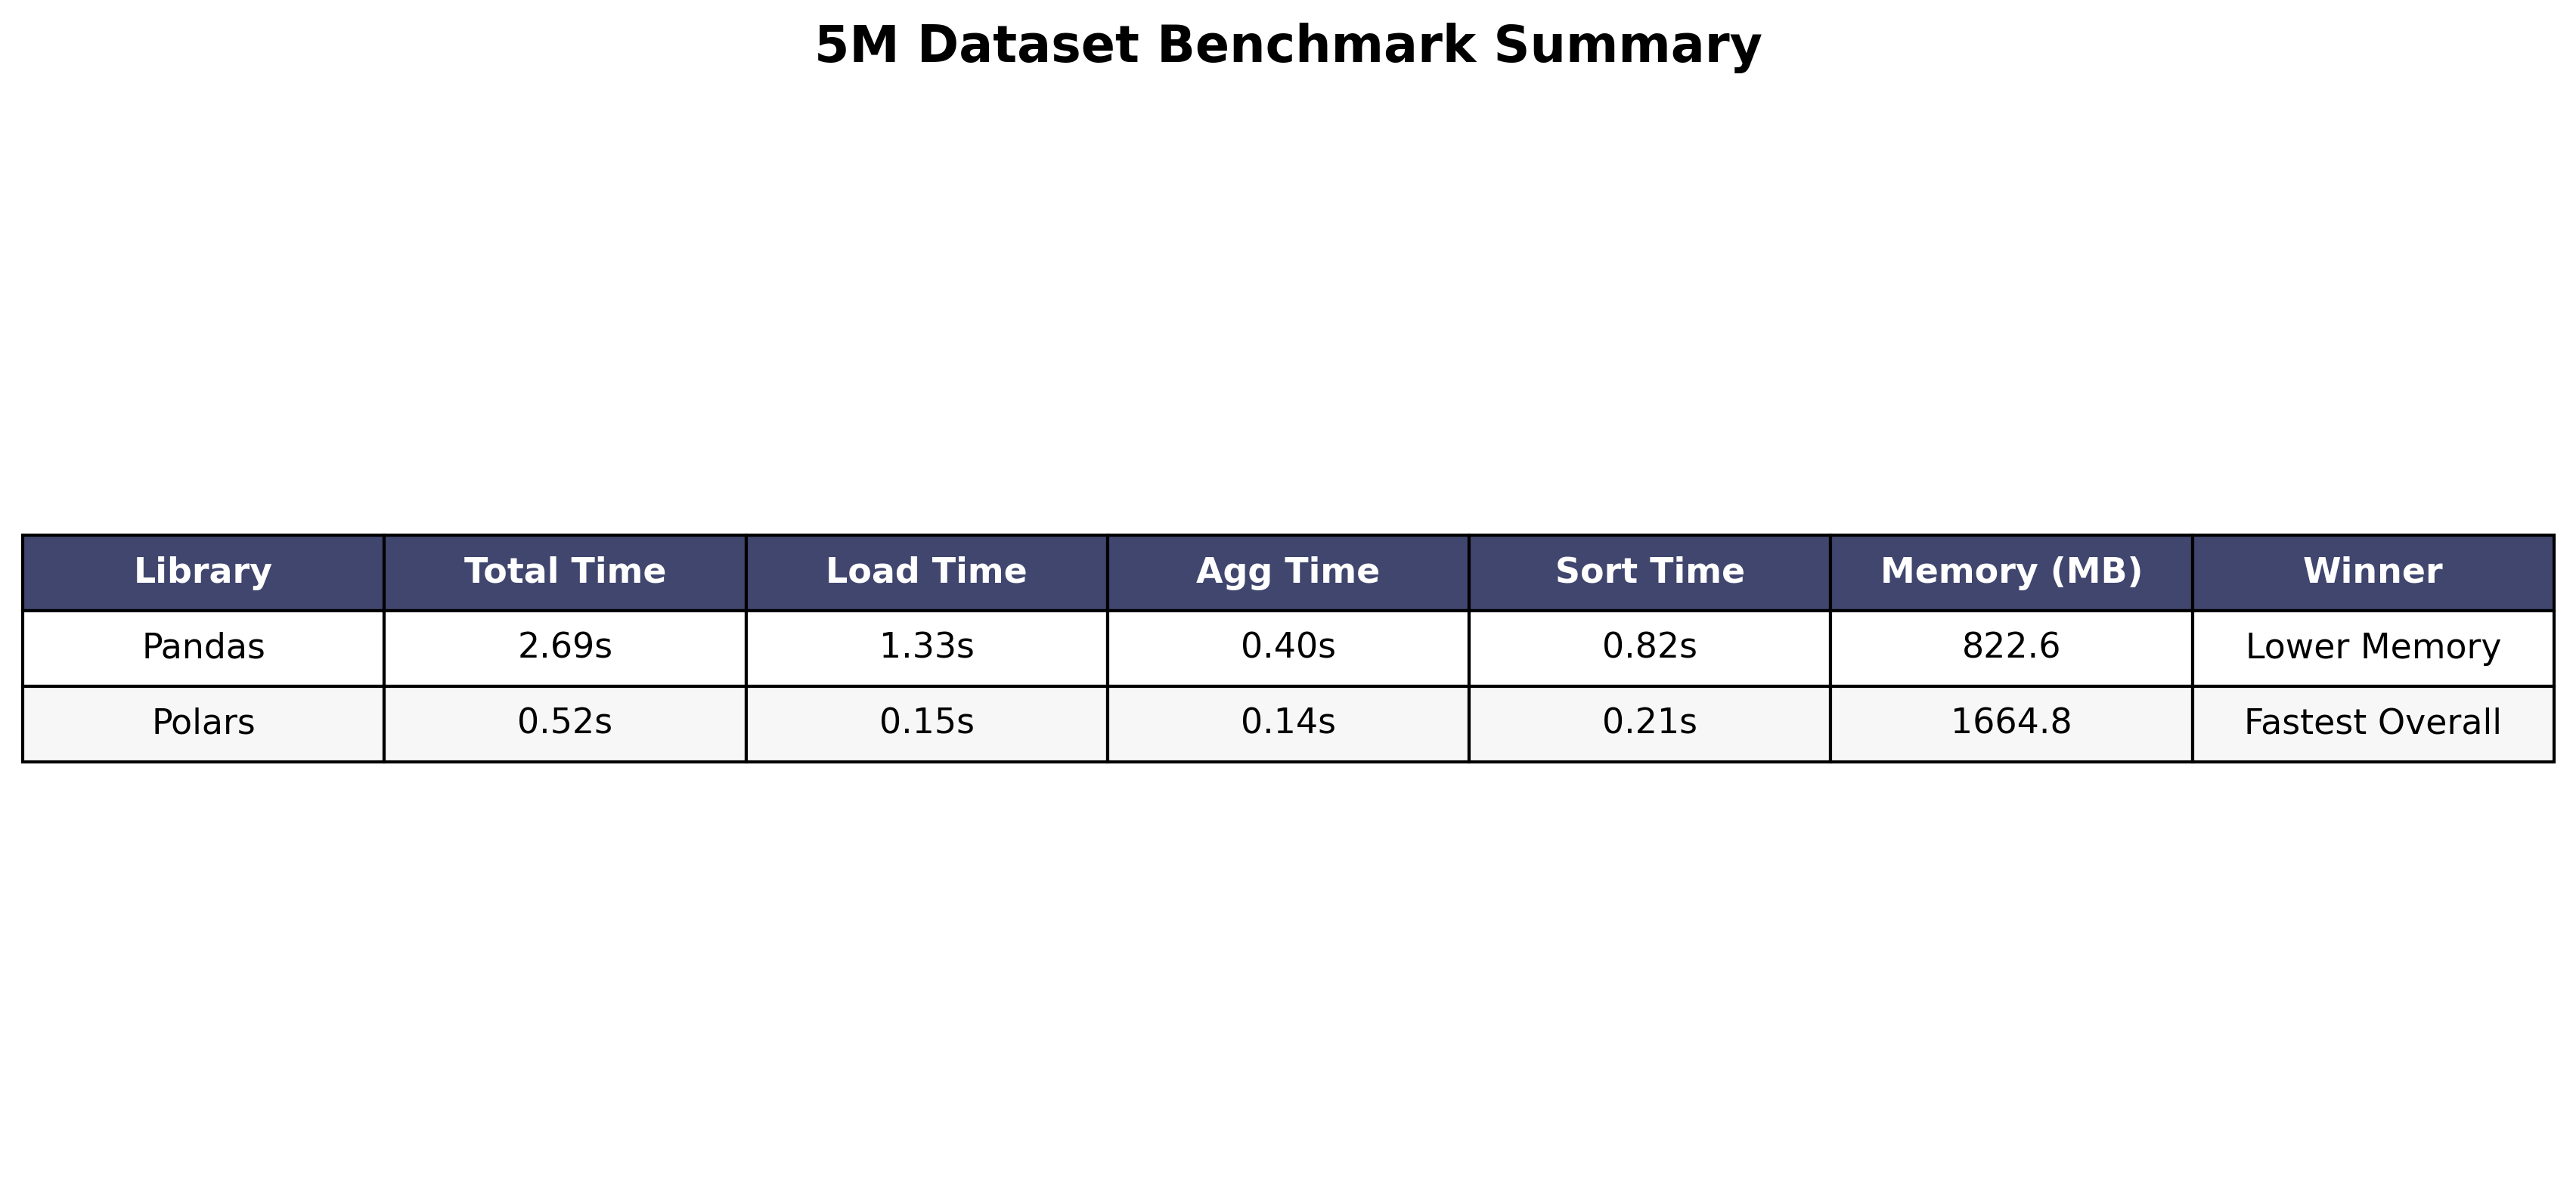 5M Dataset Benchmark Summary
Library Total Time Load Time Agg Time Sort Time Memory (MB) Winner
Pandas 2.69s 1.33s 0.40s 0.82s 822.6 Lower Memory
Polars 0.52s 0.15s 0.14s 0.21s 1664.8 Fastest Overall